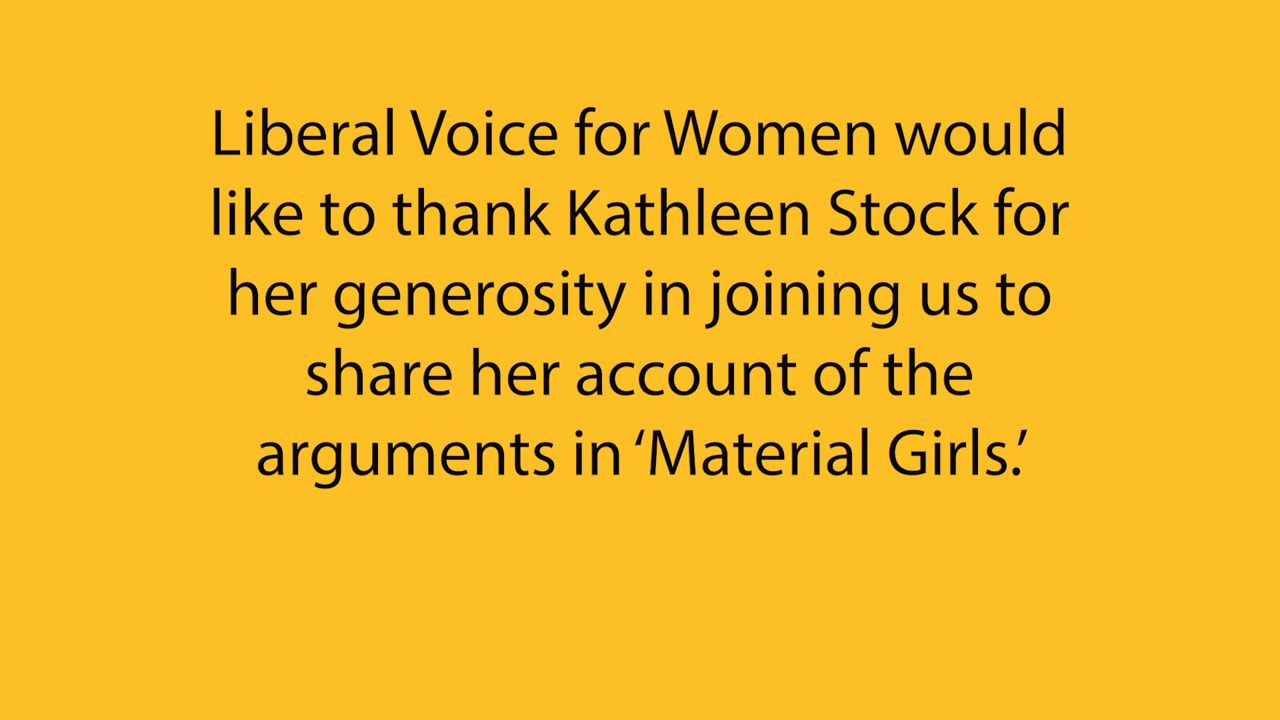 Liberal Voice for Women would
like to thank Kathleen Stock for
her generosity in joining us to
share her account of the
arguments in ‘Material Girls.’